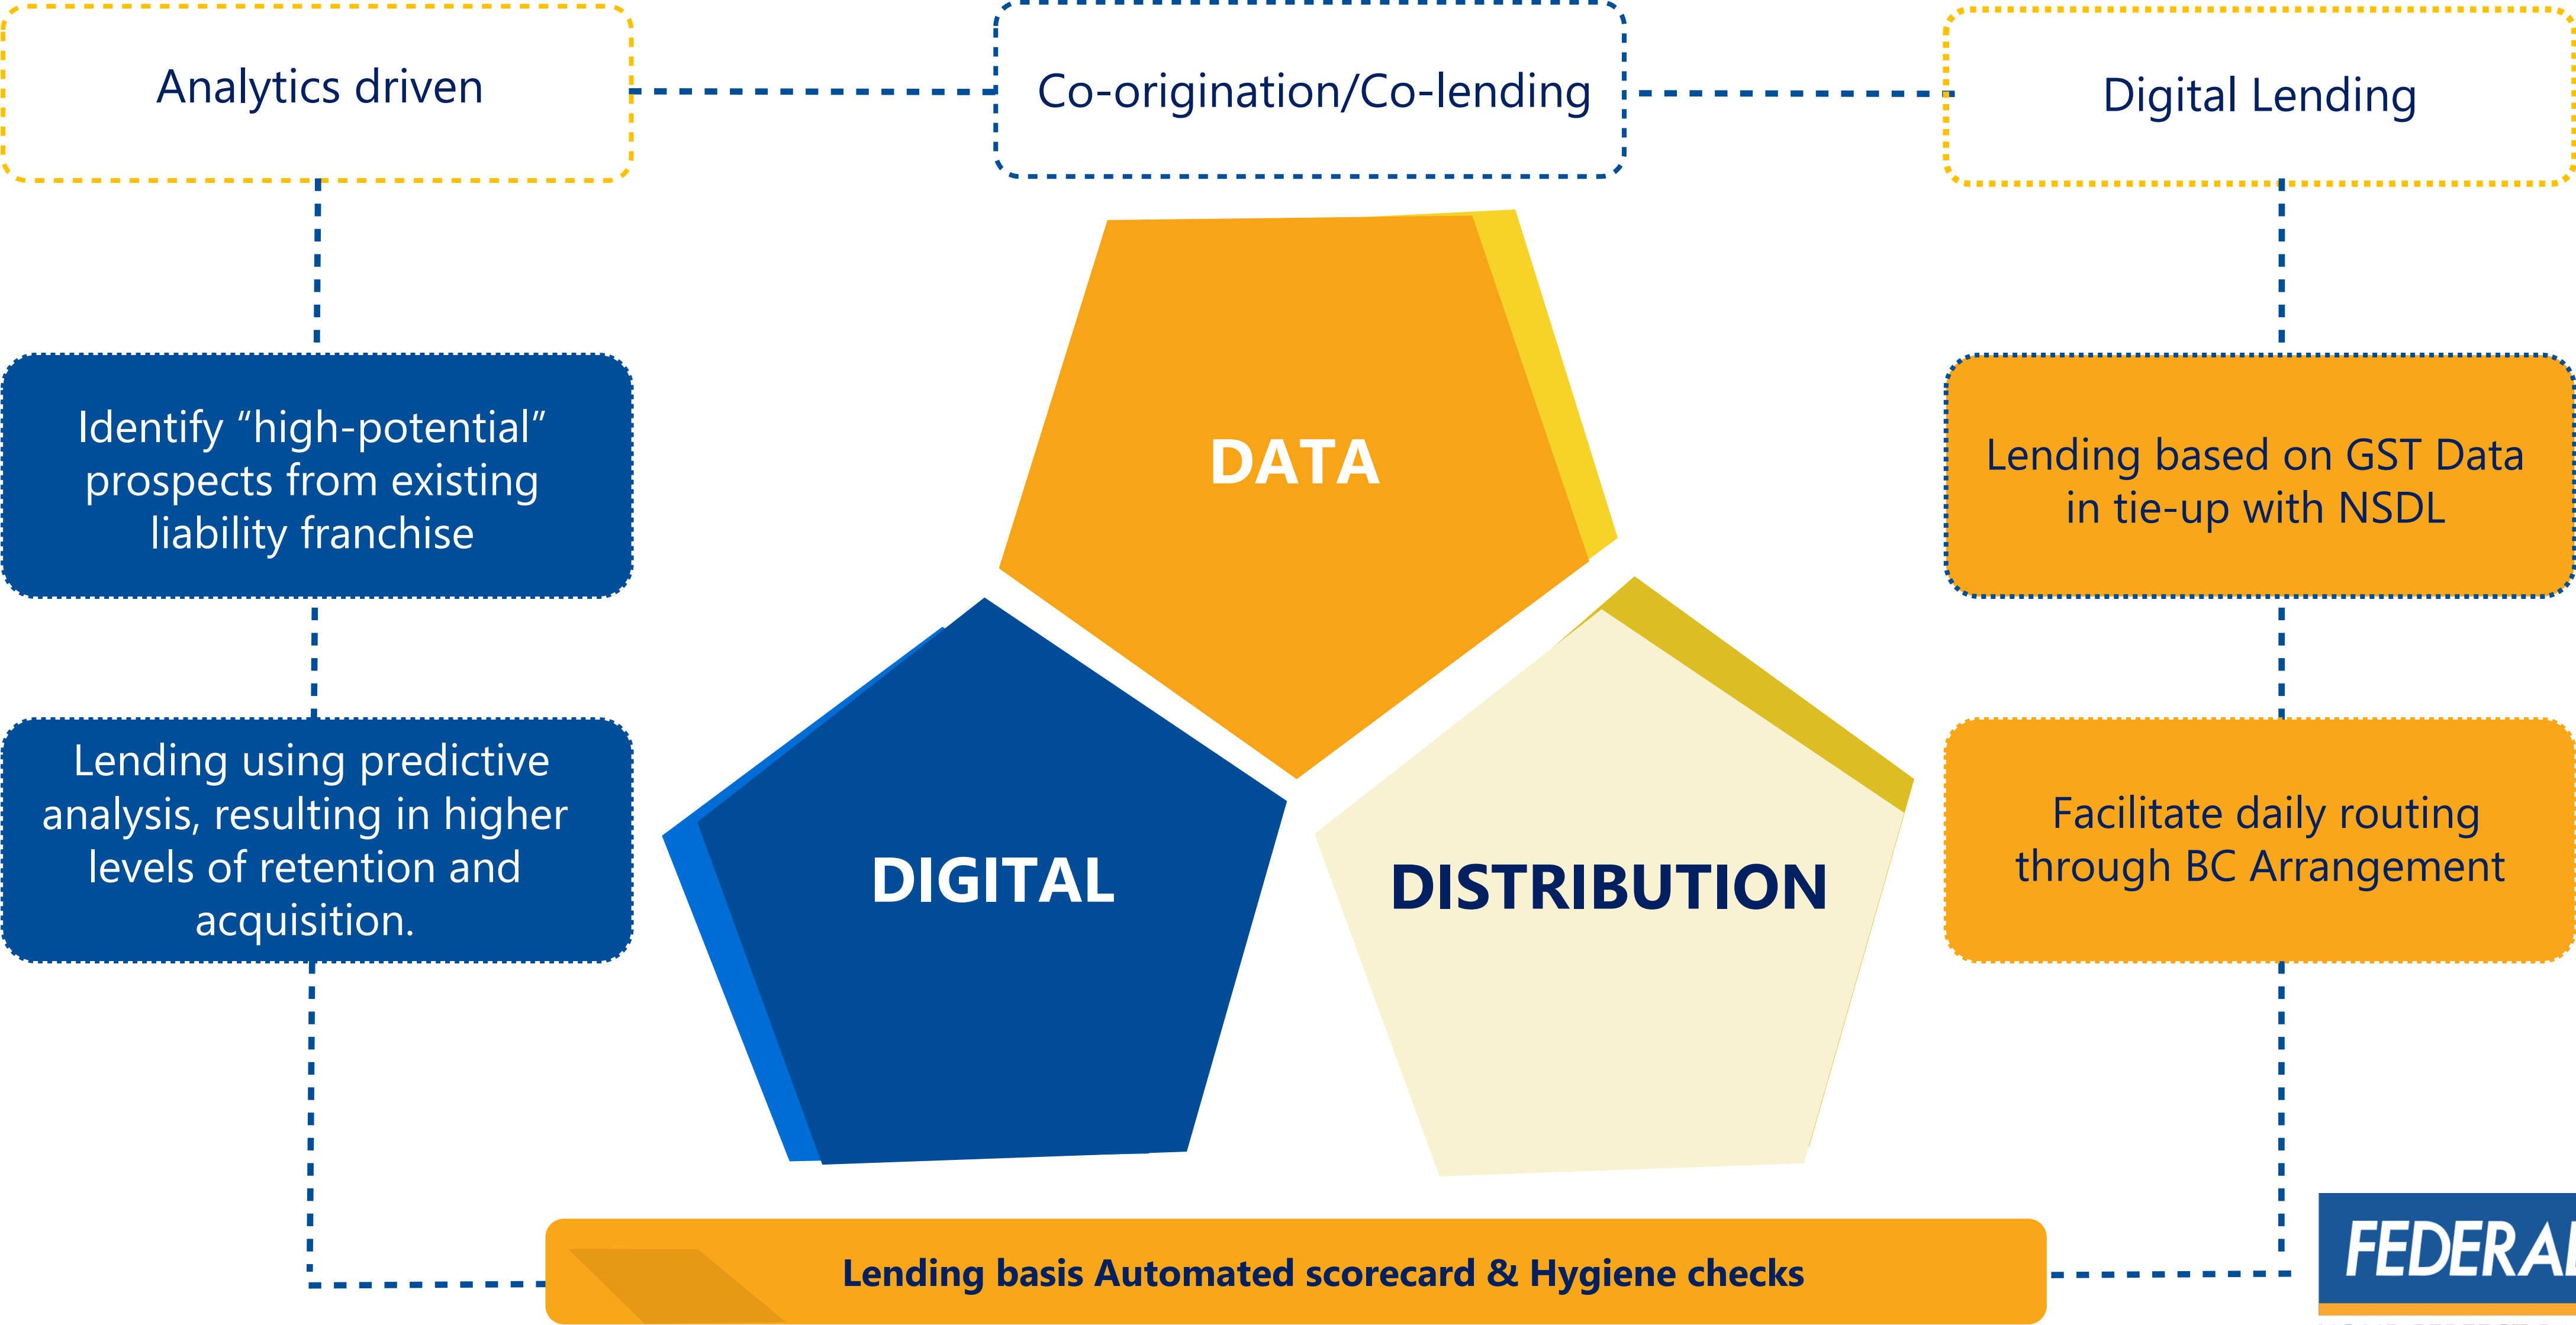 Analytics driven
Co-origination/Co-lending
Digital Lending
Identify “high-potential”
prospects from existing
liability franchise
Lending using predictive
analysis, resulting in higher
levels of retention and
acquisition.
DATA
DIGITAL
DISTRIBUTION
Lending based on GST Data
in tie-up with NSDL
Facilitate daily routing
through BC Arrangement
Lending basis Automated scorecard & Hygiene checks
FEDERAL